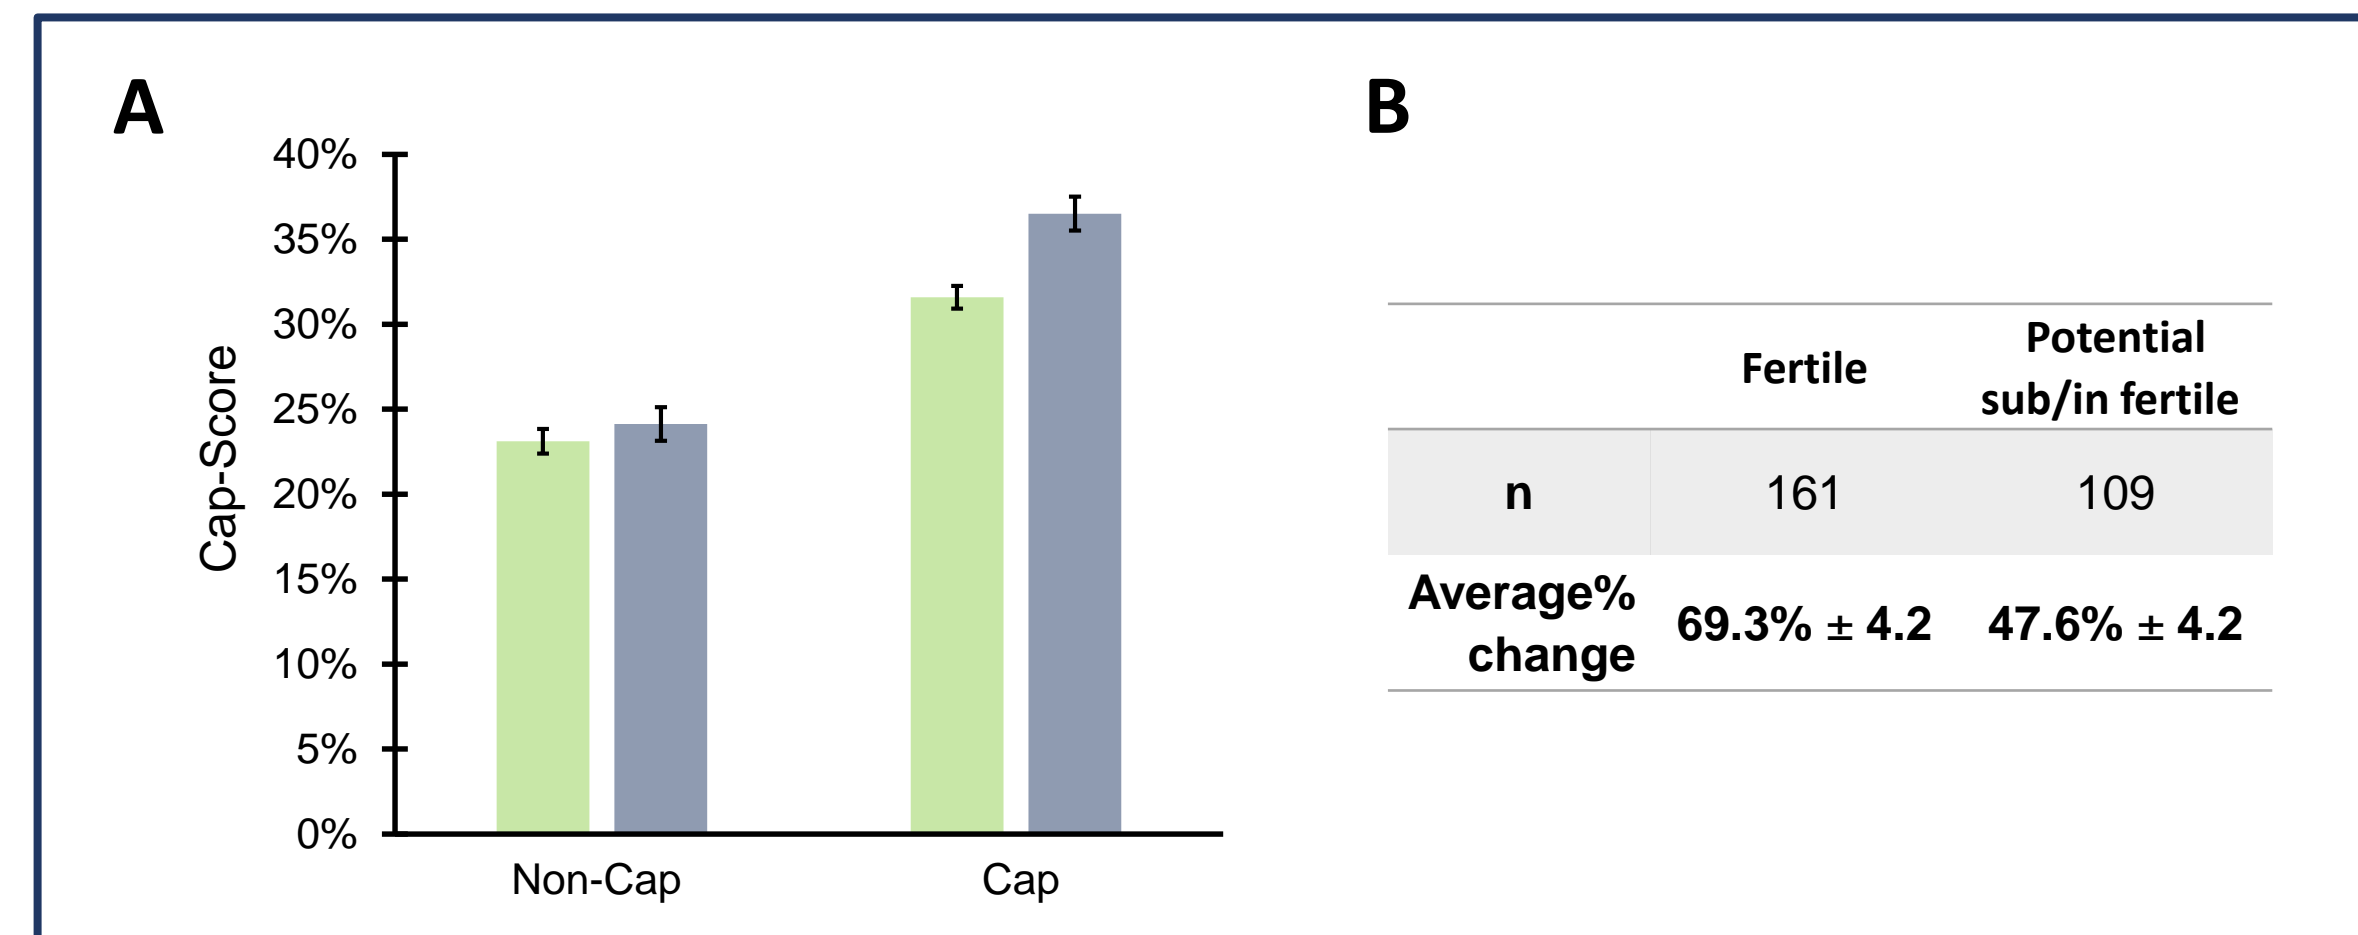 A
B
40%
35%
30%
25%
20%
15%
10%
5%
0%
Cap-Score
Non-Cap Cap
Fertile
Potential
sub/in fertile
n 161 109
Average%
change
69.3% ± 4.2 47.6% ± 4.2